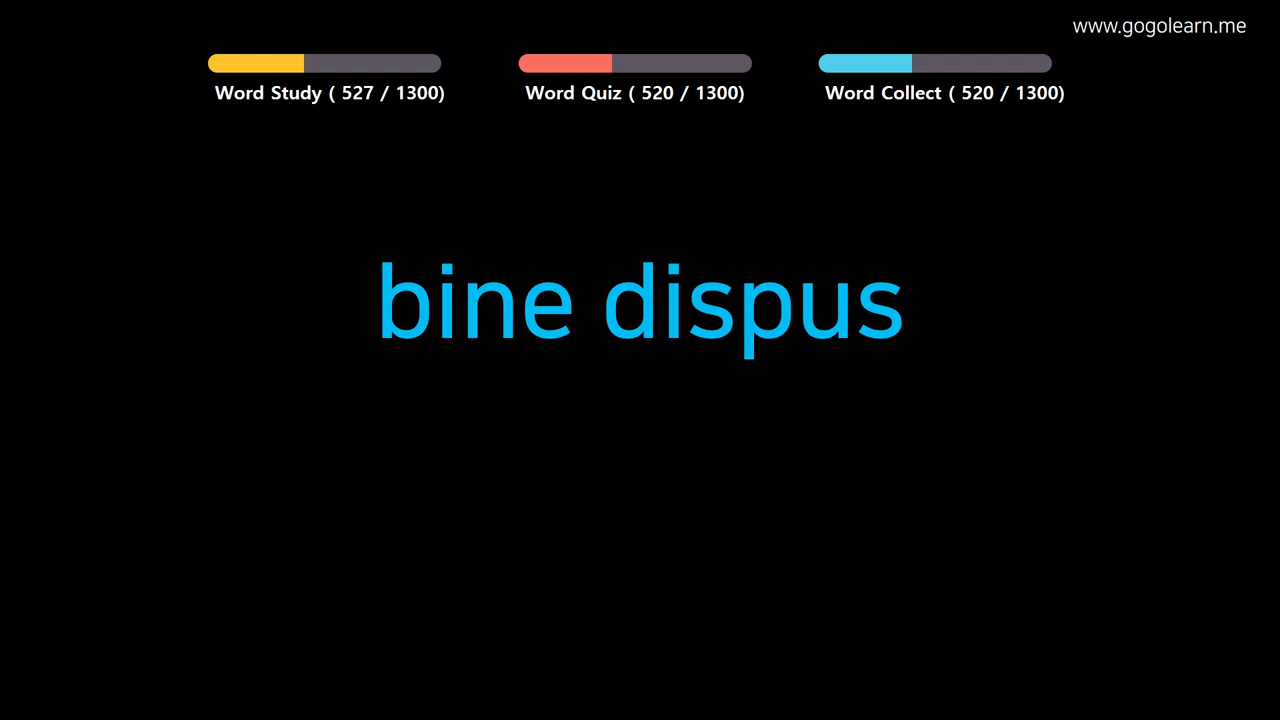 www.gogolearn.me
Word Study ( 527 / 1300)
Word Quiz ( 520 / 1300)
Word Collect ( 520 / 1300)
bine dispus